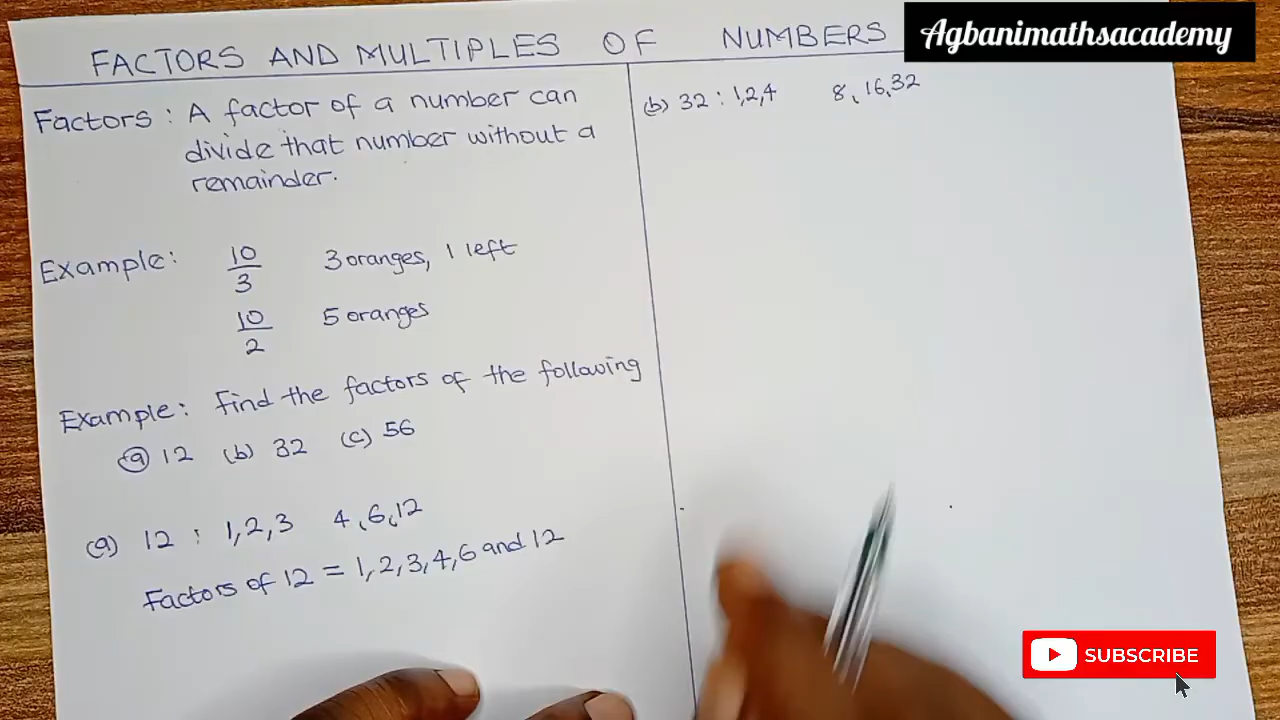 FACTORS AND MULTIPLES OF NUMBERS
Agbanimathsacademy
Factors: A factor of a number can
divide that number without a
remainder.
Example: 10/3 3 oranges, 1 left
10/2 5 oranges
Example: Find the factors of the following
(a) 12 (b) 32 (c) 56
(a) 12 : 1,2,3 4,6,12
Factors of 12 = 1,2,3,4,6 and 12
(b) 32 : 1,2,4 8,16,32
SUBSCRIBE